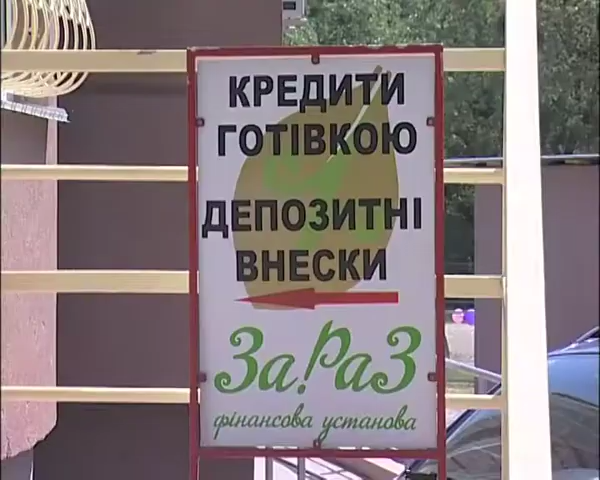 КРЕДИТИ
ГОТІВКОЮ
ДЕПОЗИТНІ
ВНЕСКИ
За!РаЗ
фінансова установа